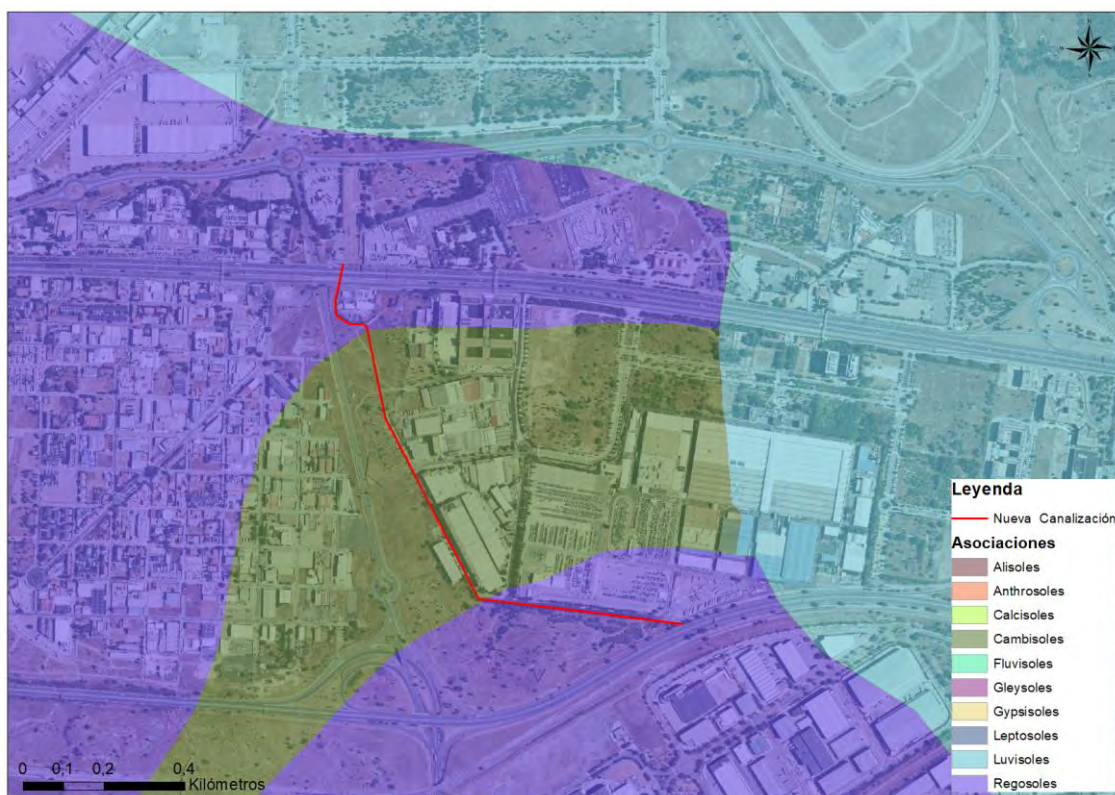 Leyenda
Nueva Canalización
Asociaciones
Alisoles
Anthrosoles
Calcisoles
Cambisoles
Fluvisoles
Gleysoles
Gypsisoles
Leptosoles
Luvisoles
Regosoles
0 0,1 0,2 0,4
Kilómetros